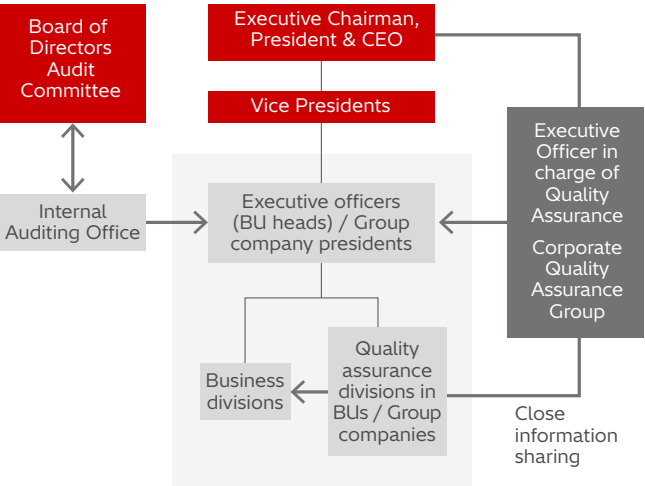 Board of
Directors
Audit
Committee
Executive Chairman,
President & CEO
Vice Presidents
Executive
Officer in
charge of
Quality
Assurance
Corporate
Quality
Assurance
Group
Internal
Auditing Office
Executive officers
(BU heads) / Group
company presidents
Business
divisions
Quality
assurance
divisions in
BUs / Group
companies
Close
information
sharing